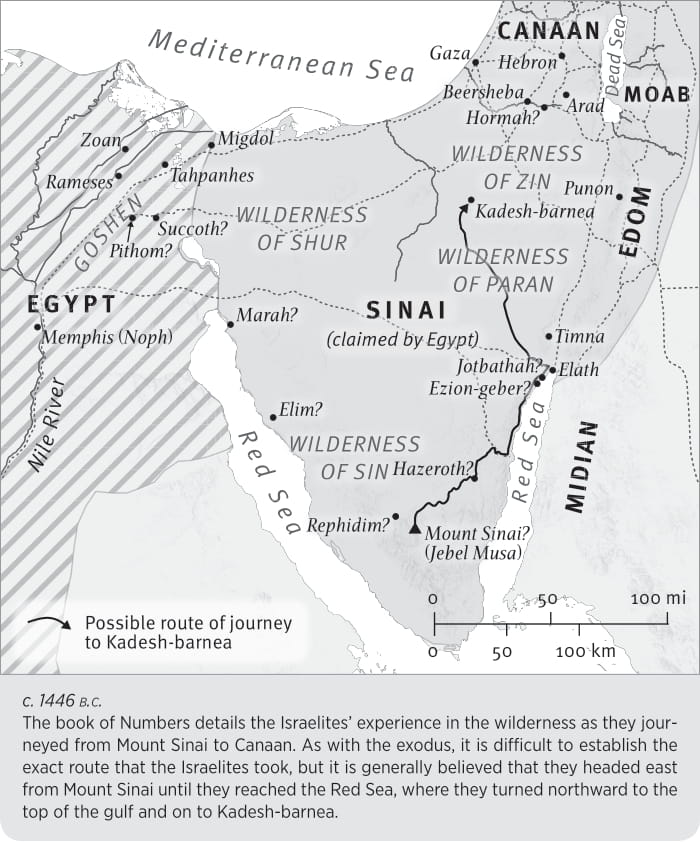 Mediterranean Sea
CANAAN
Gaza
Hebron
Dead Sea
Beersheba
Arad
MOAB
Hormah?
Zoan
Migdol
Rameses
Tahpanhes
WILDERNESS
OF ZIN
Punon
Kadesh-barnea
EDOM
GOSHEN
Succoth?
Pithom?
WILDERNESS
OF SHUR
WILDERNESS
OF PARAN
EGYPT
Marah?
SINAI
(claimed by Egypt)
Memphis (Noph)
Timna
Jotbathah?
Elath
Ezion-geber?
Nile River
Elim?
Red Sea
WILDERNESS
OF SIN
Hazeroth?
Red Sea
MIDIAN
Rephidim?
Mount Sinai?
(Jebel Musa)
0 50 100 mi
0 50 100 km
Possible route of journey
to Kadesh-barnea
c. 1446 B.C.
The book of Numbers details the Israelites’ experience in the wilderness as they jour-
neyed from Mount Sinai to Canaan. As with the exodus, it is difficult to establish the
exact route that the Israelites took, but it is generally believed that they headed east
from Mount Sinai until they reached the Red Sea, where they turned northward to the
top of the gulf and on to Kadesh-barnea.